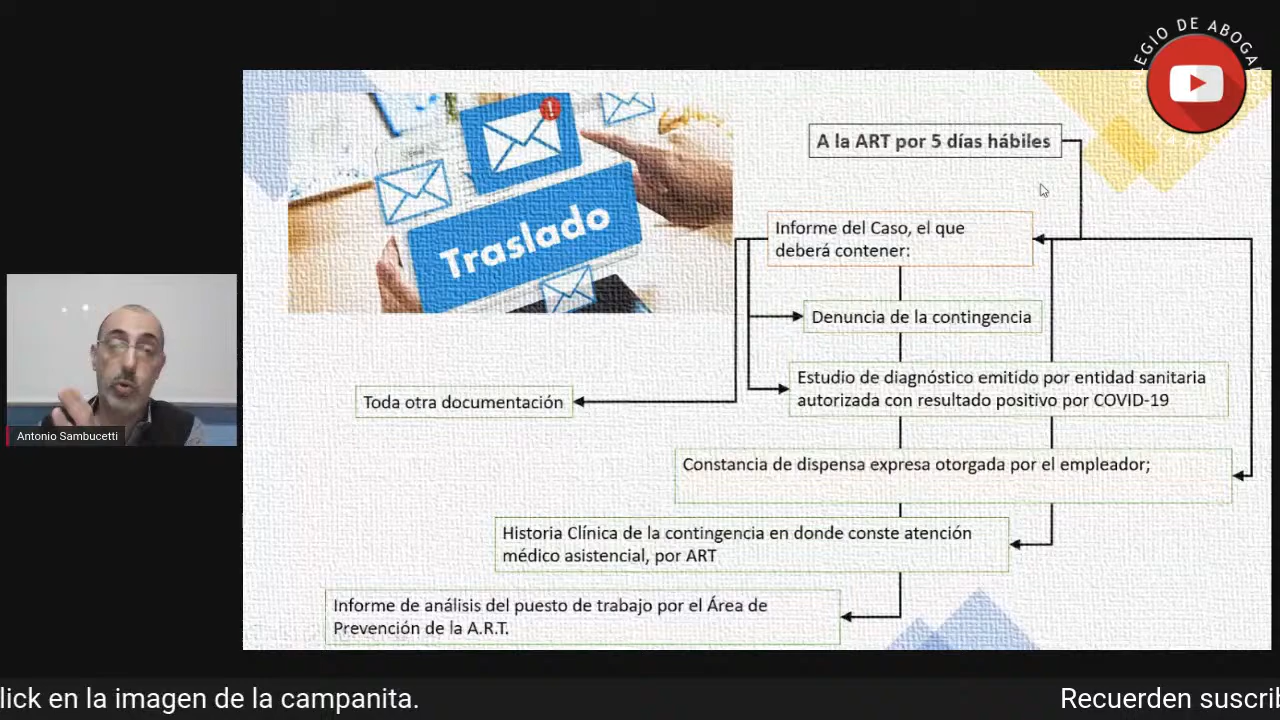 EGIO DE ABOGA
A la ART por 5 días hábiles
Traslado
Informe del Caso, el que
deberá contener:
Denuncia de la contingencia
Estudio de diagnóstico emitido por entidad sanitaria
autorizada con resultado positivo por COVID-19
Toda otra documentación
Constancia de dispensa expresa otorgada por el empleador;
Historia Clínica de la contingencia en donde conste atención
médico asistencial, por ART
Informe de análisis del puesto de trabajo por el Área de
Prevención de la A.R.T.
Antonio Sambucetti
lick en la imagen de la campanita.
Recuerden suscrib